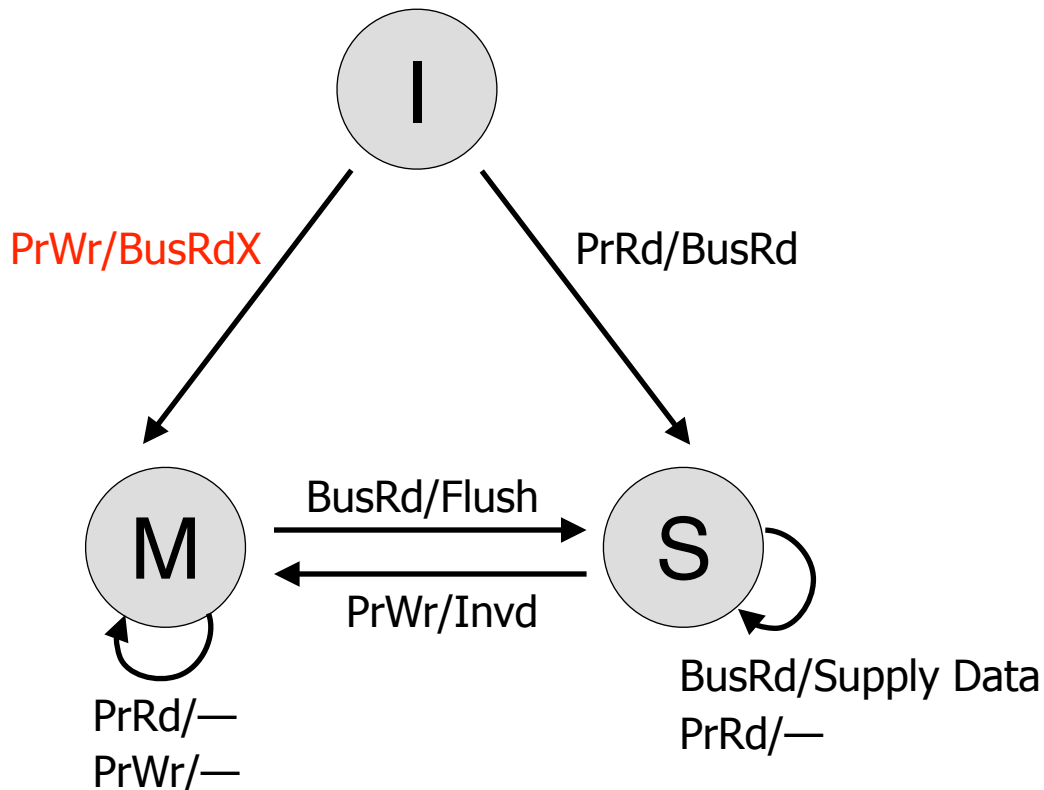 I
PrWr/BusRdX
PrRd/BusRd
BusRd/Flush
M
S
PrWr/Invd
BusRd/Supply Data
PrRd/—
PrRd/—
PrWr/—